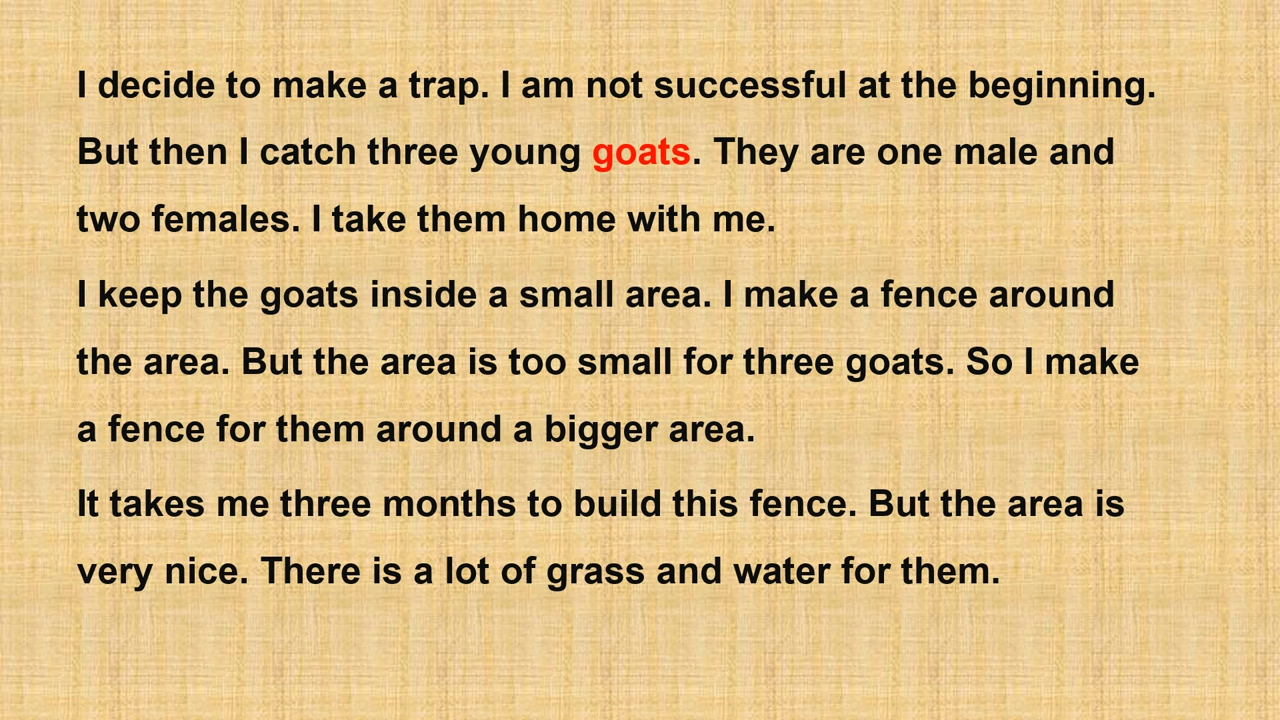 I decide to make a trap. I am not successful at the beginning.
But then I catch three young goats. They are one male and
two females. I take them home with me.
I keep the goats inside a small area. I make a fence around
the area. But the area is too small for three goats. So I make
a fence for them around a bigger area.
It takes me three months to build this fence. But the area is
very nice. There is a lot of grass and water for them.